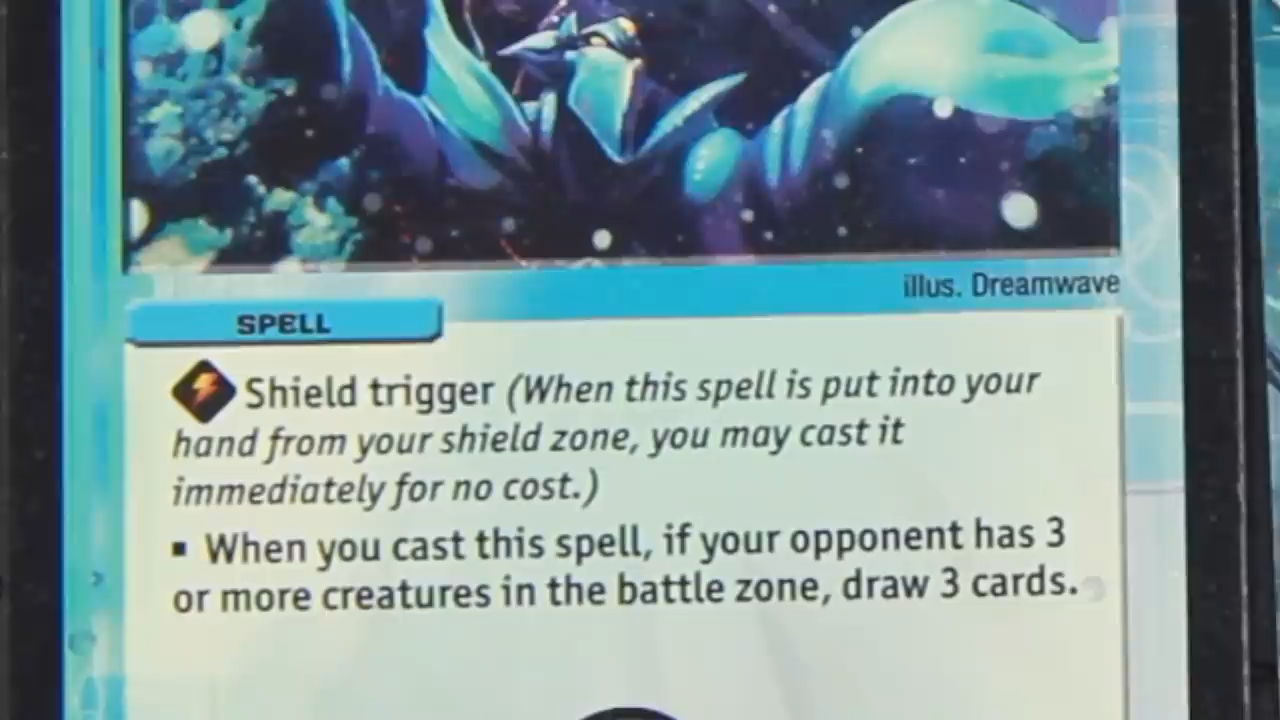 illus. Dreamwave
SPELL
Shield trigger (When this spell is put into your
hand from your shield zone, you may cast it
immediately for no cost.)
▪ When you cast this spell, if your opponent has 3
or more creatures in the battle zone, draw 3 cards.